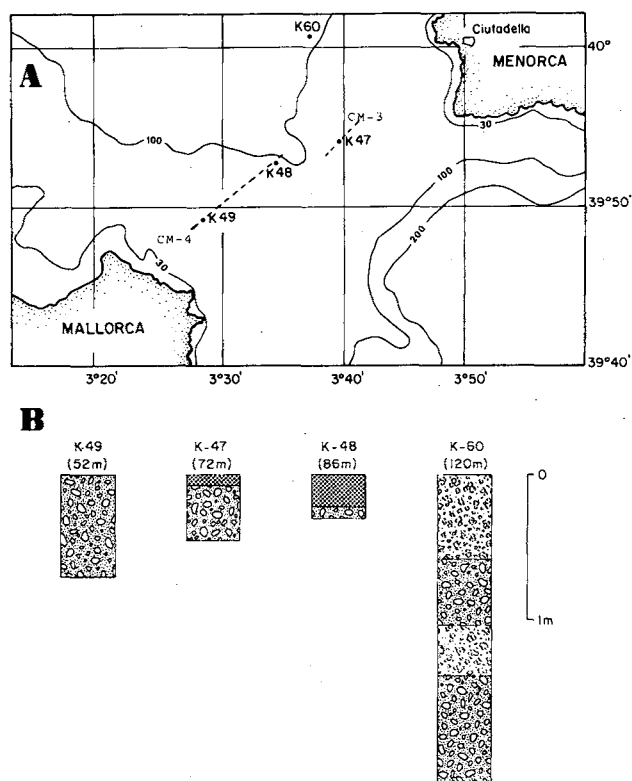 A
K60
Ciutadella
40°
MENORCA
CM-3
K47
30
100
K48
100
39°50'
K49
200
CM-4
30
MALLORCA
39°40'
3°20'
3°30'
3°40'
3°50'
B
K-49
(52m)
K-47
(72m)
K-48
(86m)
K-60
(120m)
0
1m